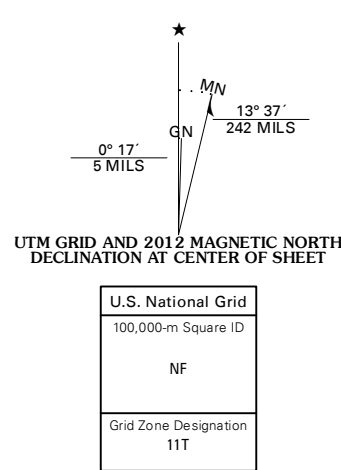 ★
MN
13° 37´
242 MILS
GN
0° 17´
5 MILS
UTM GRID AND 2012 MAGNETIC NORTH
DECLINATION AT CENTER OF SHEET
U.S. National Grid
100,000-m Square ID
NF
Grid Zone Designation
11T